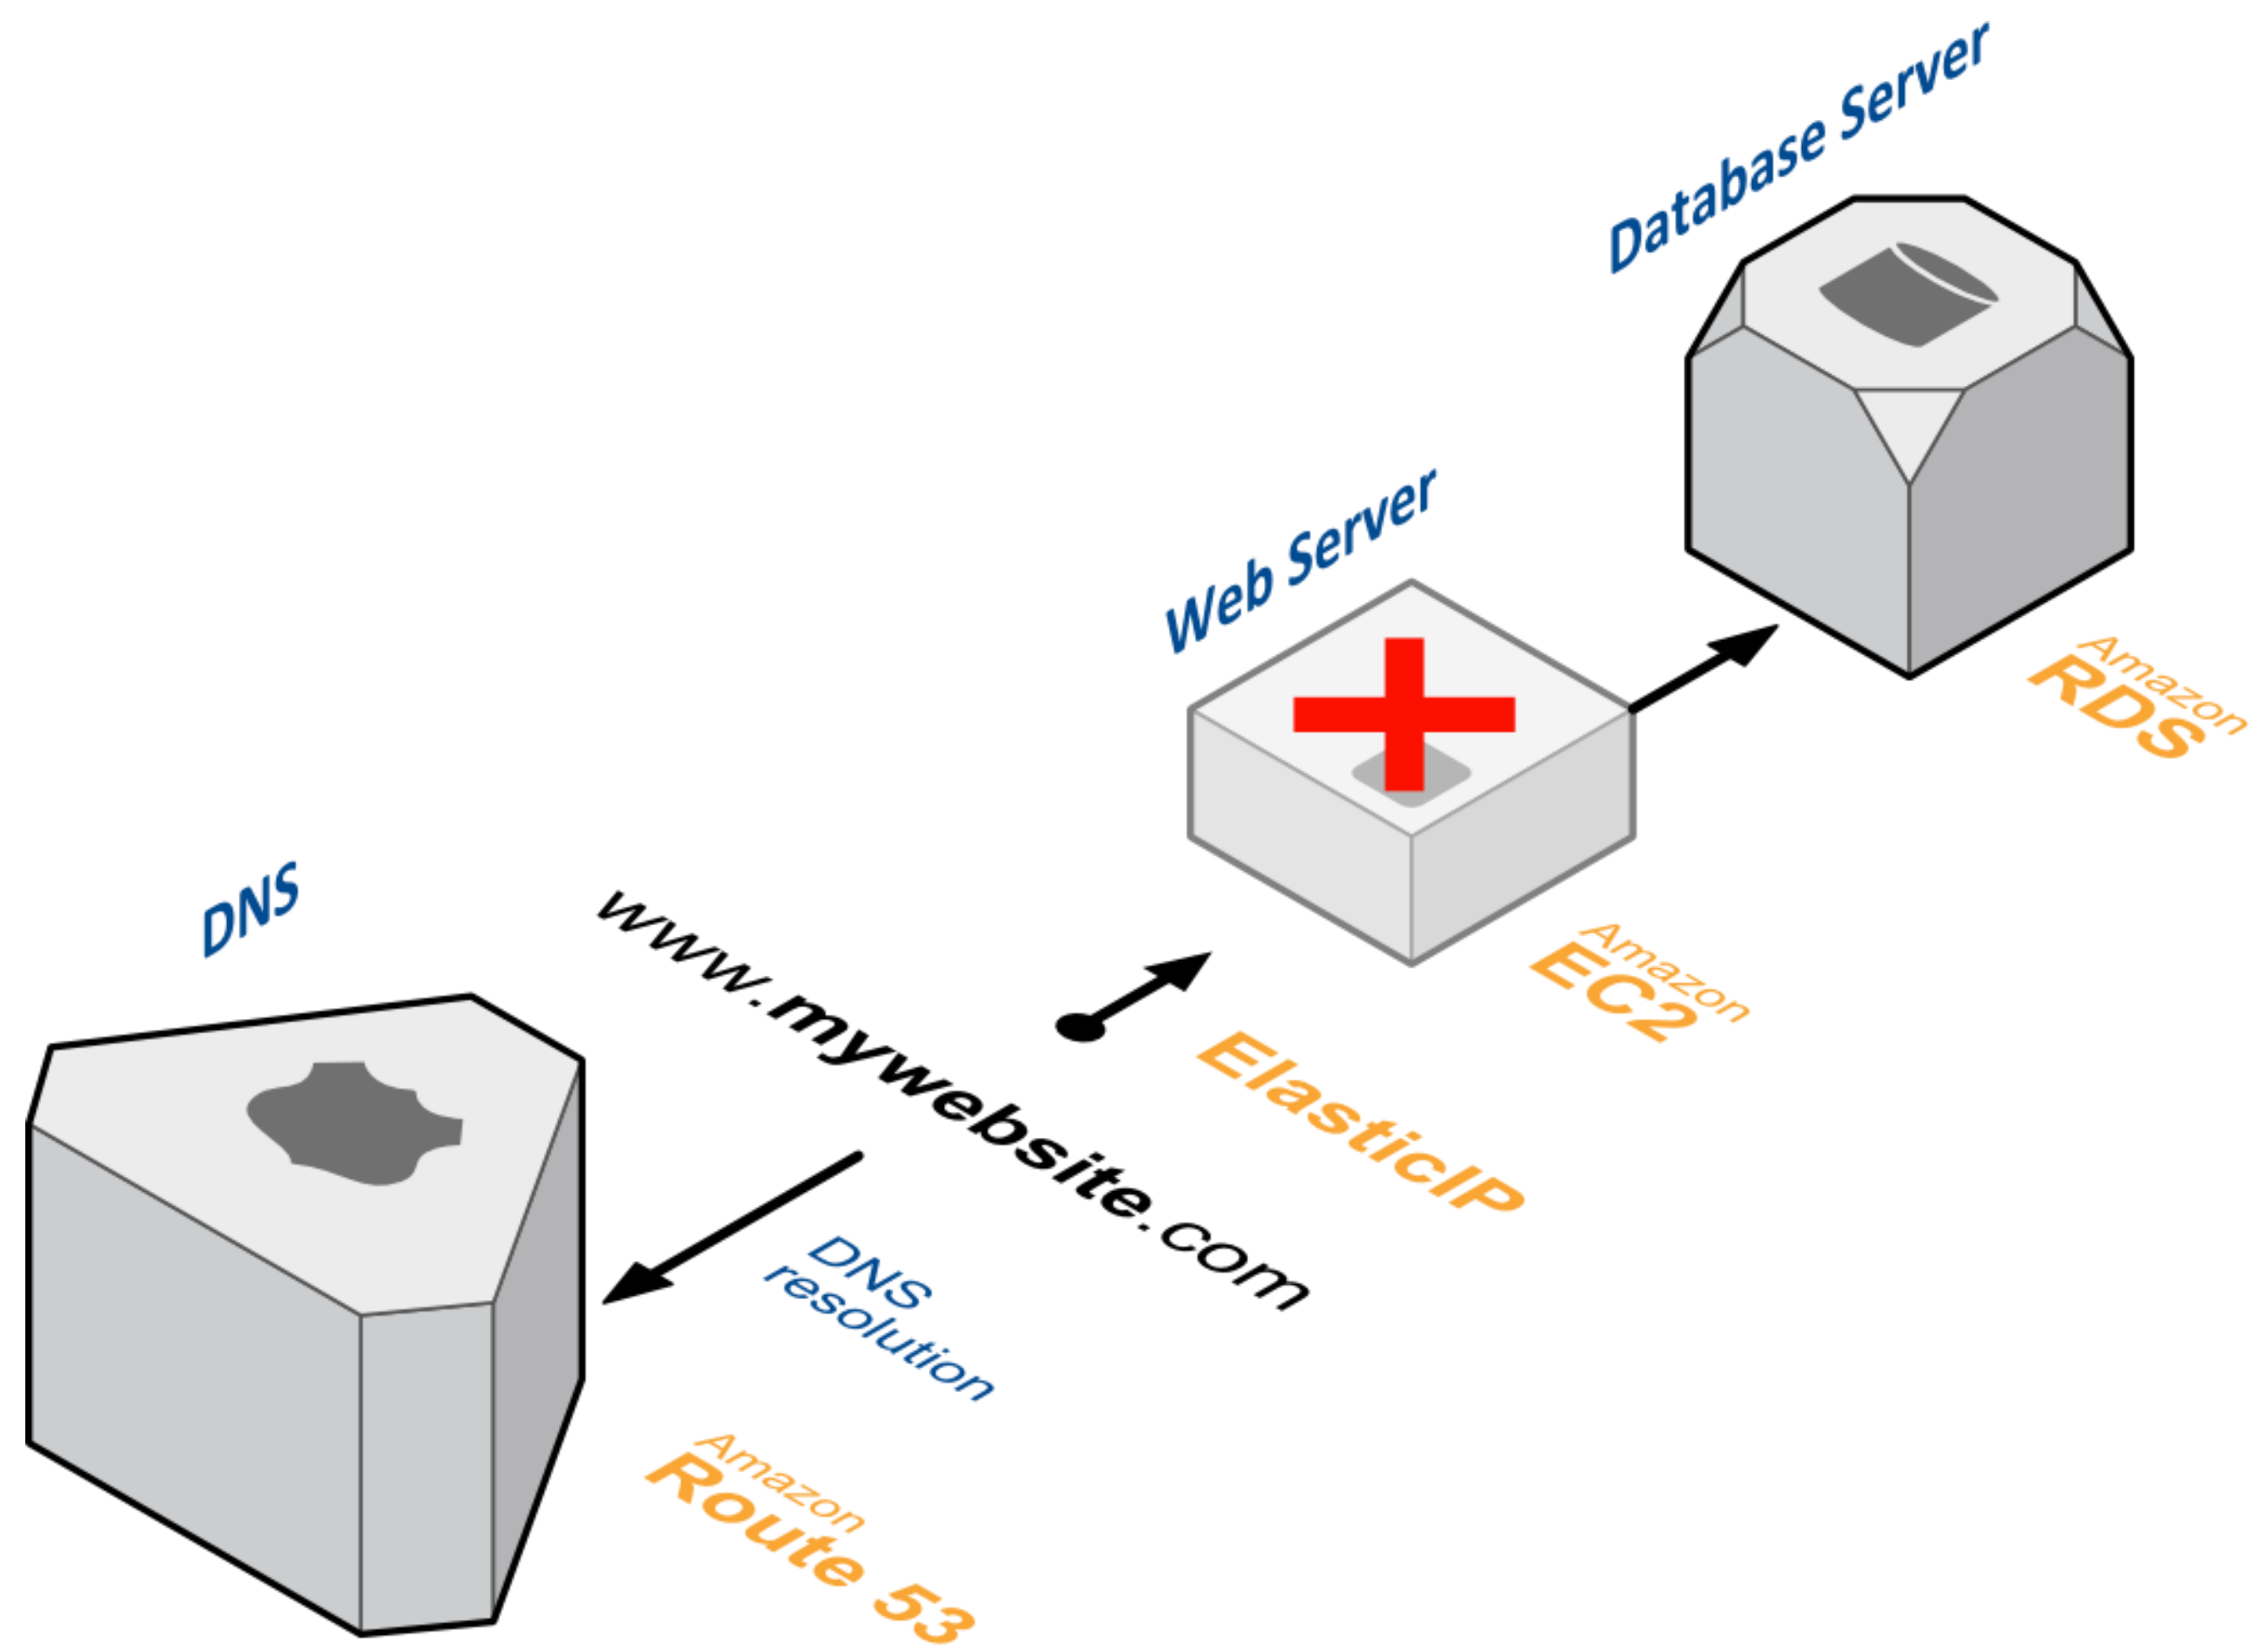 Database Server
Amazon
RDS
Web Server
Amazon
EC2
ElasticIP
DNS
www.mywebsite.com
DNS
resolution
Amazon
Route 53